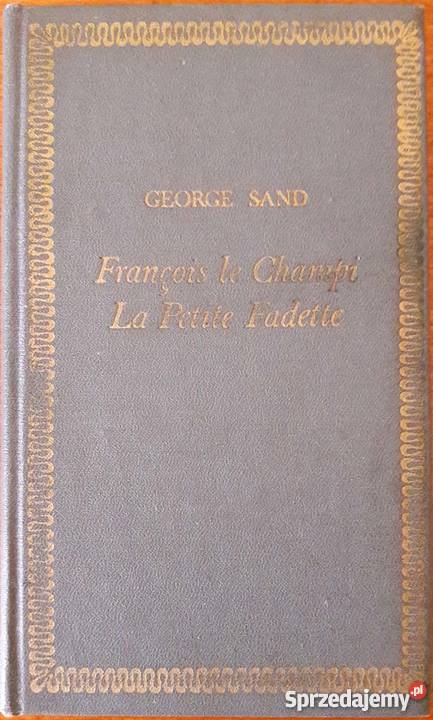 GEORGE SAND
François le Champi
La Petite Fadette
Sprzedajemy.pl